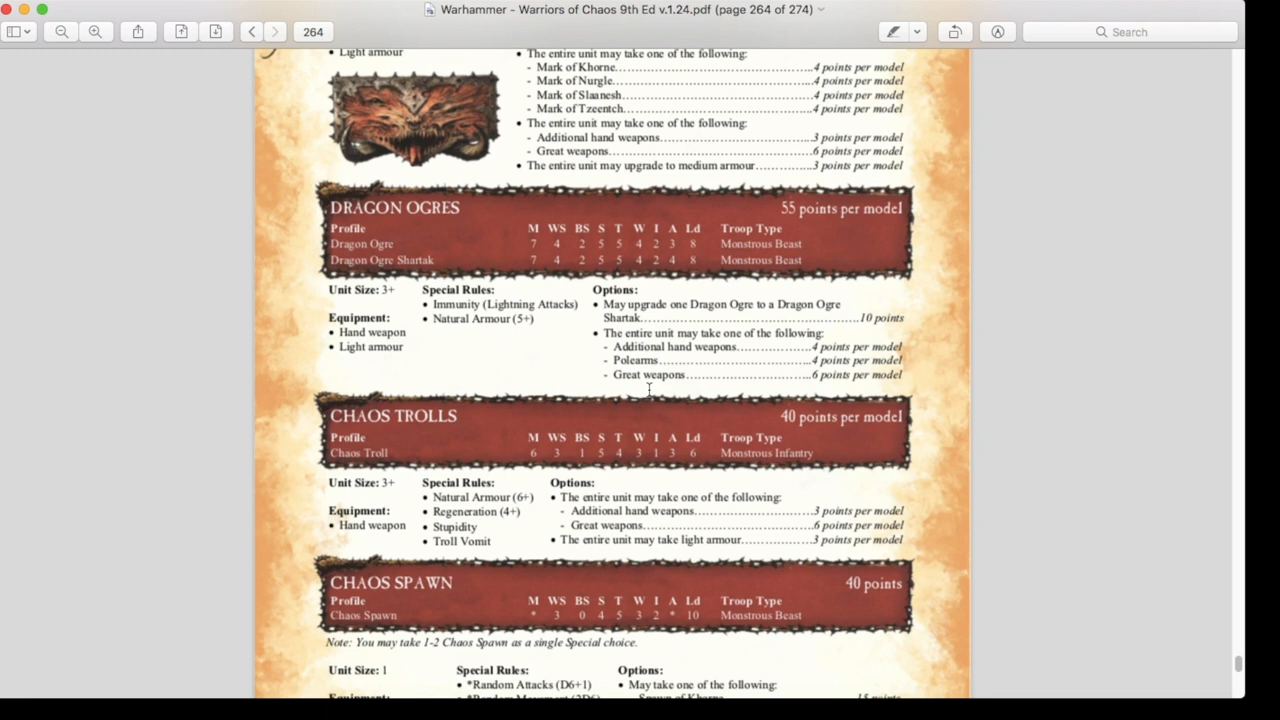 Warhammer - Warriors of Chaos 9th Ed v.1.24.pdf (page 264 of 274)
264
Search
• Light armour
• The entire unit may take one of the following:
- Mark of Khorne...4 points per model
- Mark of Nurgle...4 points per model
- Mark of Slaanesh...4 points per model
- Mark of Tzeentch...4 points per model
• The entire unit may take one of the following:
- Additional hand weapons...3 points per model
- Great weapons...6 points per model
• The entire unit may upgrade to medium armour...3 points per model
DRAGON OGRES 55 points per model
Profile M WS BS S T W I A Ld Troop Type
Dragon Ogre 7 4 2 5 5 4 2 3 8 Monstrous Beast
Dragon Ogre Shartak 7 4 2 5 5 4 2 4 8 Monstrous Beast
Unit Size: 3+
Equipment:
• Hand weapon
• Light armour
Special Rules:
• Immunity (Lightning Attacks)
• Natural Armour (5+)
Options:
• May upgrade one Dragon Ogre to a Dragon Ogre
Shartak...10 points
• The entire unit may take one of the following:
- Additional hand weapons...4 points per model
- Polearms...4 points per model
- Great weapons...6 points per model
CHAOS TROLLS 40 points per model
Profile M WS BS S T W I A Ld Troop Type
Chaos Troll 6 3 1 5 4 3 1 3 6 Monstrous Infantry
Unit Size: 3+
Equipment:
• Hand weapon
Special Rules:
• Natural Armour (6+)
• Regeneration (4+)
• Stupidity
• Troll Vomit
Options:
• The entire unit may take one of the following:
- Additional hand weapons...3 points per model
- Great weapons...6 points per model
• The entire unit may take light armour...3 points per model
CHAOS SPAWN 40 points
Profile M WS BS S T W I A Ld Troop Type
Chaos Spawn * 3 0 4 5 3 2 * 10 Monstrous Beast
Note: You may take 1-2 Chaos Spawn as a single Special choice.
Unit Size: 1
Special Rules:
• *Random Attacks (D6+1)
Options:
• May take one of the following: